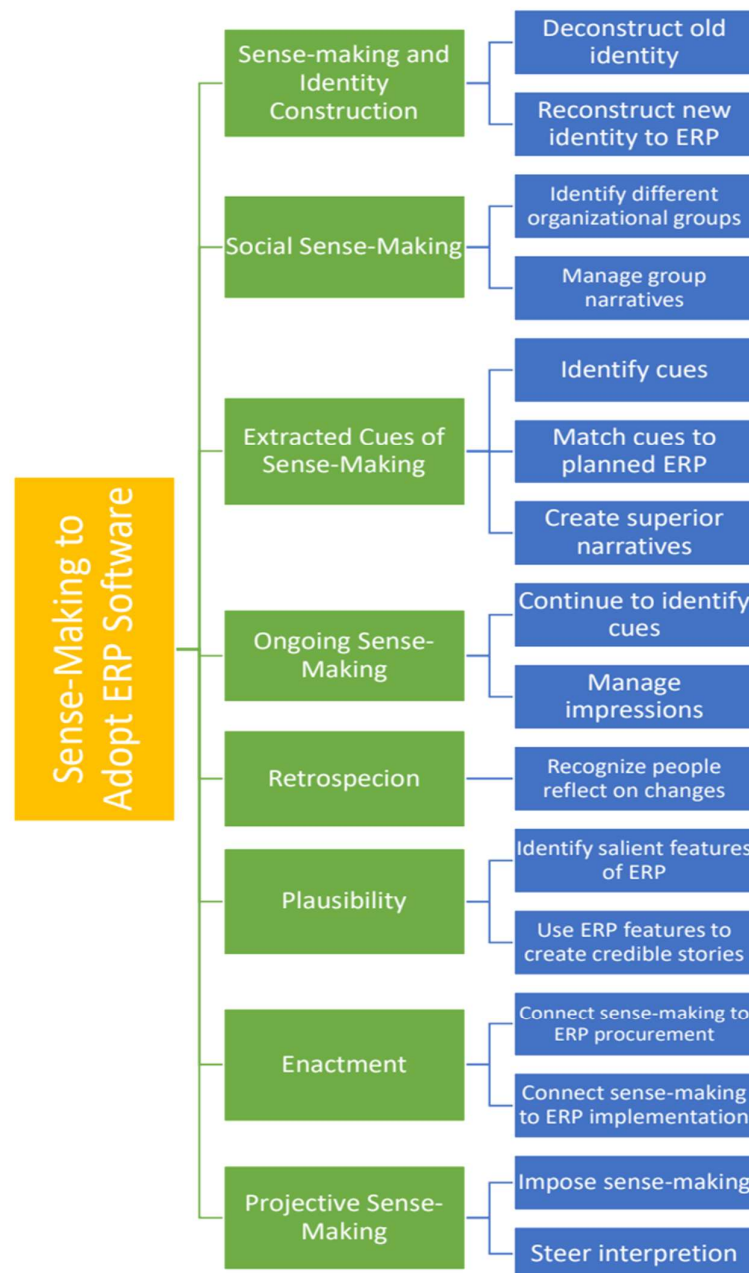 Sense-Making to
Adopt ERP Software
Sense-making and
Identity
Construction
Deconstruct old
identity
Reconstruct new
identity to ERP
Social Sense-Making
Identify different
organizational groups
Manage group
narratives
Extracted Cues of
Sense-Making
Identify cues
Match cues to
planned ERP
Create superior
narratives
Ongoing Sense-
Making
Continue to identify
cues
Manage
impressions
Retrospecion
Recognize people
reflect on changes
Plausibility
Identify salient features
of ERP
Use ERP features to
create credible stories
Enactment
Connect sense-making to
ERP procurement
Connect sense-making
to ERP implementation
Projective Sense-
Making
Impose sense-making
Steer interpretion